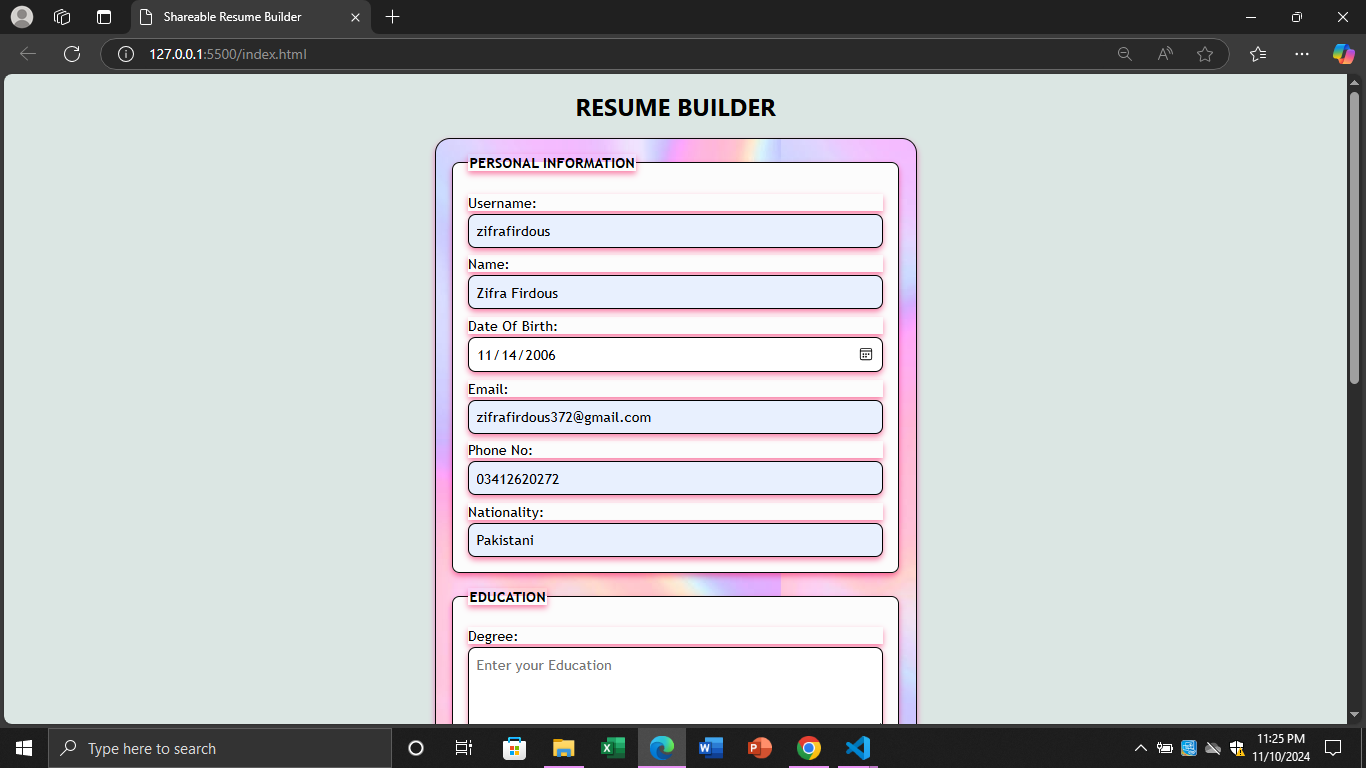 Shareable Resume Builder
127.0.0.1:5500/index.html
RESUME BUILDER
PERSONAL INFORMATION
Username:
zifrafirdous
Name:
Zifra Firdous
Date Of Birth:
11/14/2006
Email:
zifrafirdous372@gmail.com
Phone No:
03412620272
Nationality:
Pakistani
EDUCATION
Degree:
Enter your Education
Type here to search
11:25 PM
11/10/2024